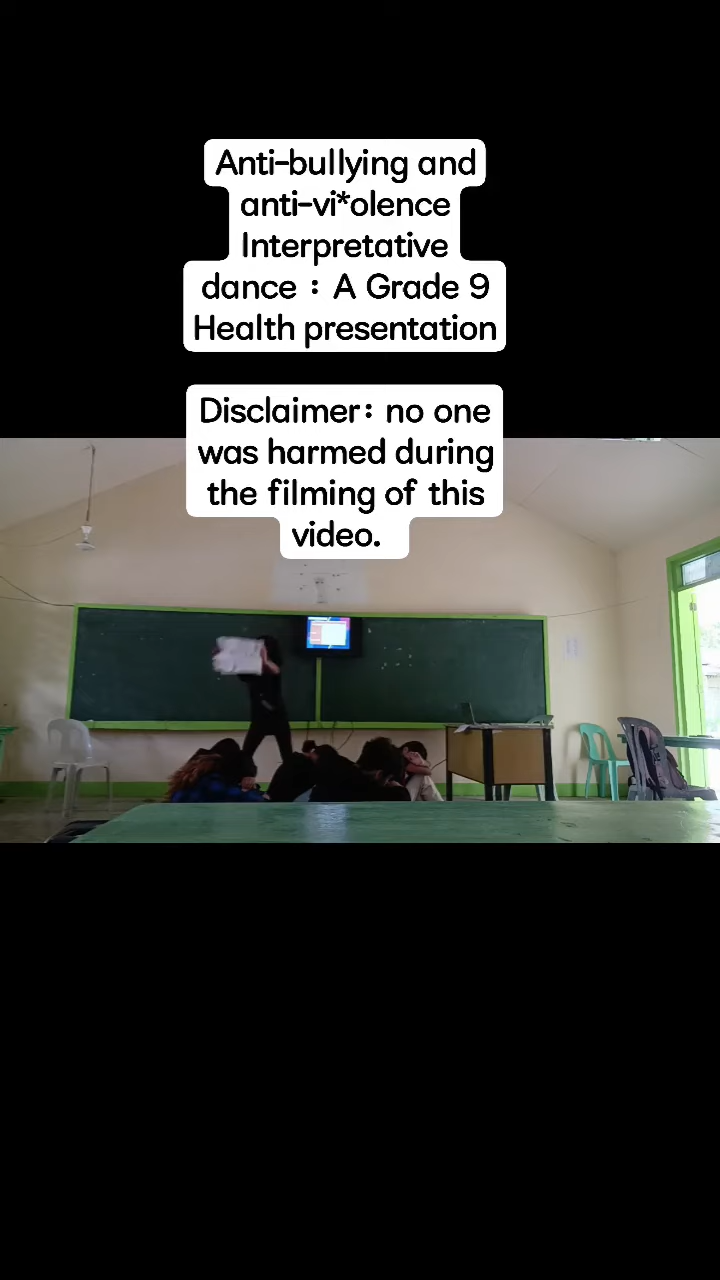 Anti-bullying and
anti-vi*olence
Interpretative
dance : A Grade 9
Health presentation
Disclaimer: no one
was harmed during
the filming of this
video.